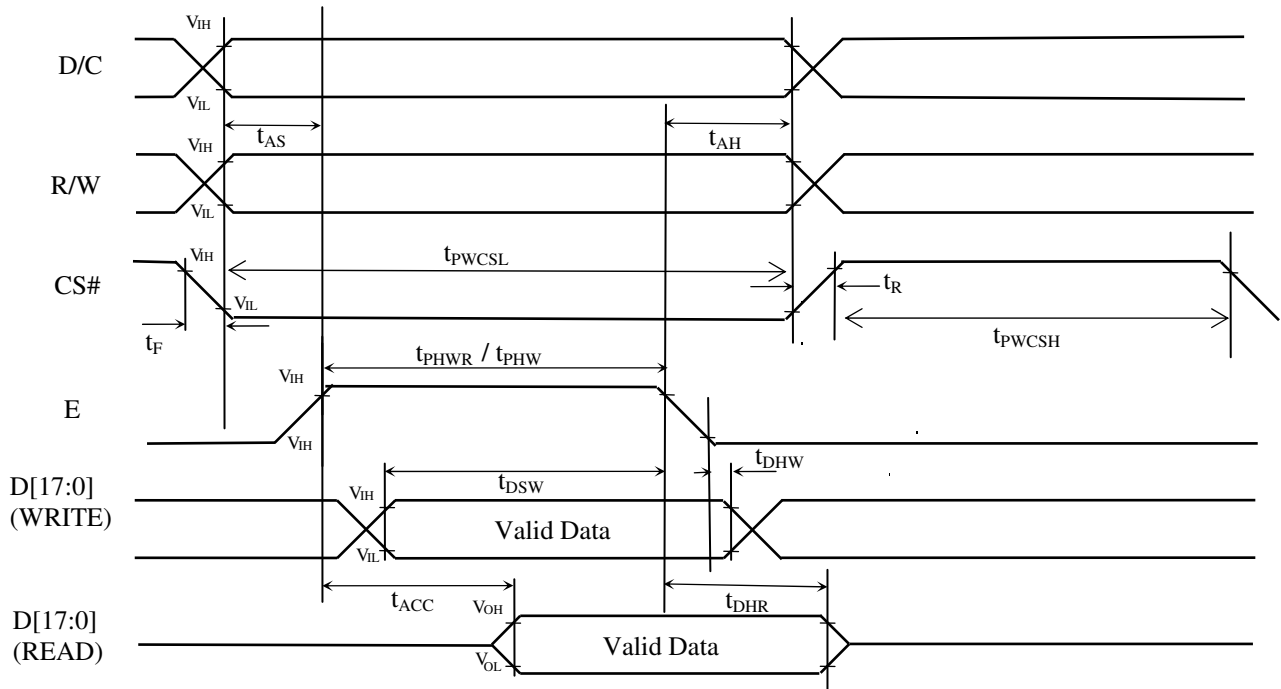 VIH
D/C
VIL
tAS
tAH
VIH
R/W
VIL
VIH
tPWCSL
CS#
VIL
tR
tF
tPWCSH
tPHWR / tPHW
VIH
E
VIH
tDHW
D[17:0]
(WRITE)
VIH
tDSW
Valid Data
VIL
tACC
tDHR
D[17:0]
(READ)
VOH
Valid Data
VOL